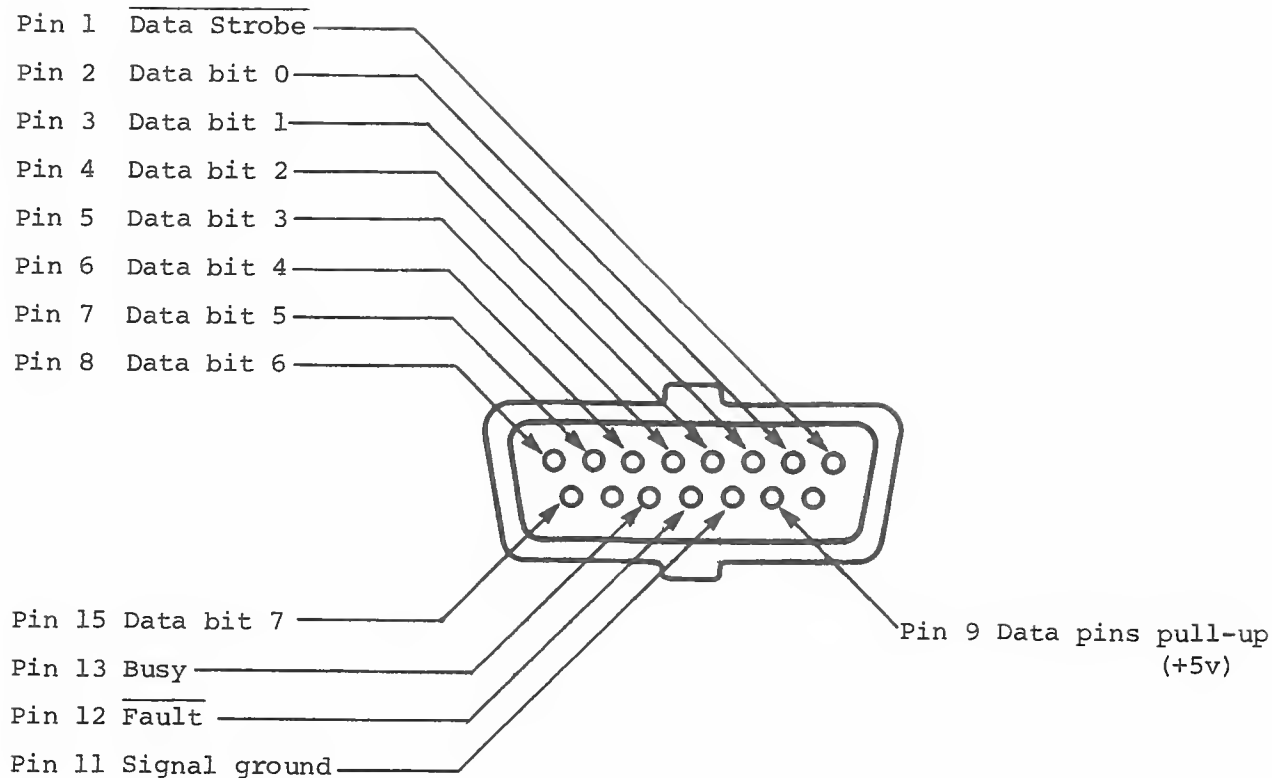 Pin 1 Data Strobe
Pin 2 Data bit 0
Pin 3 Data bit 1
Pin 4 Data bit 2
Pin 5 Data bit 3
Pin 6 Data bit 4
Pin 7 Data bit 5
Pin 8 Data bit 6
Pin 15 Data bit 7
Pin 13 Busy
Pin 12 Fault
Pin 11 Signal ground
Pin 9 Data pins pull-up
(+5v)